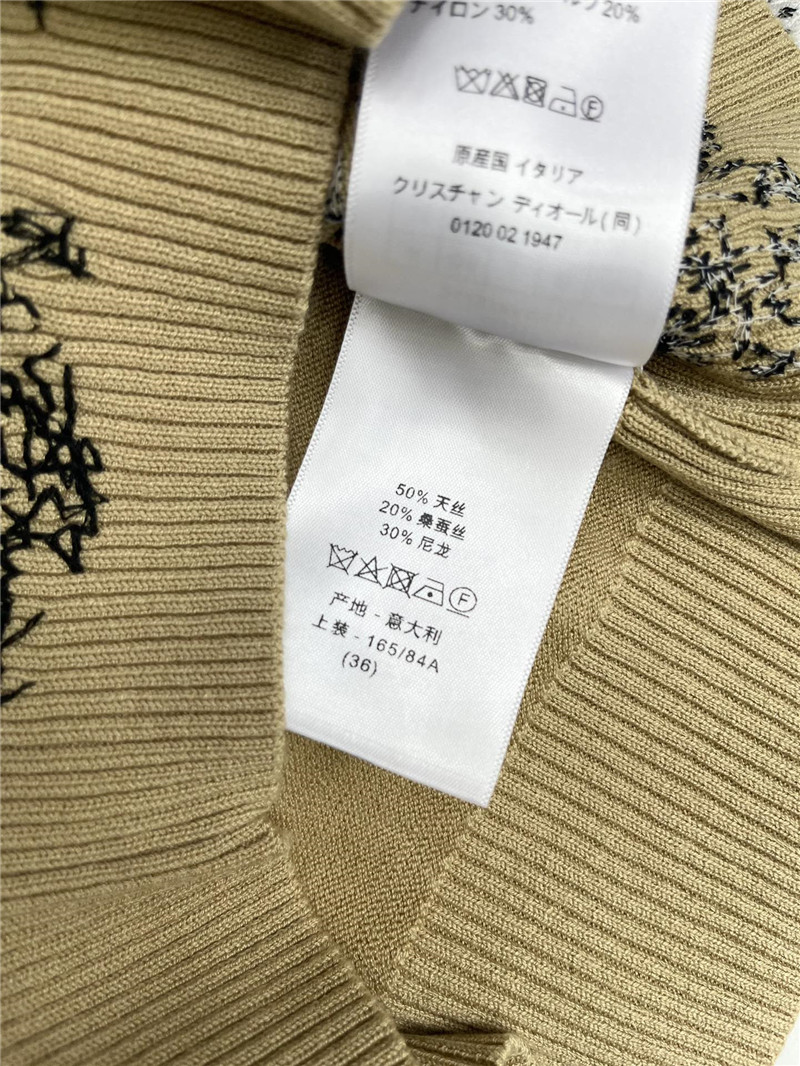 ナイロン 30%
20%
F
原産国 イタリア
クリスチャン ディオール(同)
0120 02 1947
50% 天丝
20% 桑蚕丝
30% 尼龙
F
产地 - 意大利
上装 - 165/84A
(36)